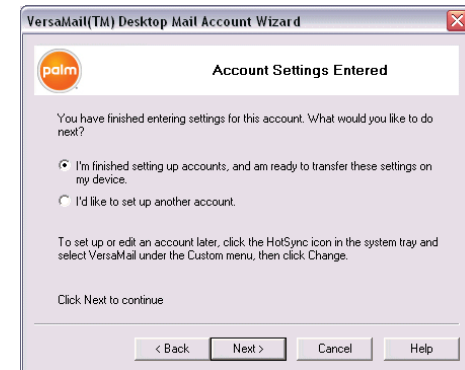 VersaMail(TM) Desktop Mail Account Wizard
palm
Account Settings Entered
You have finished entering settings for this account. What would you like to do
next?
I'm finished setting up accounts, and am ready to transfer these settings on
my device.
I'd like to set up another account.
To set up or edit an account later, click the HotSync icon in the system tray and
select VersaMail under the Custom menu, then click Change.
Click Next to continue
< Back Next > Cancel Help